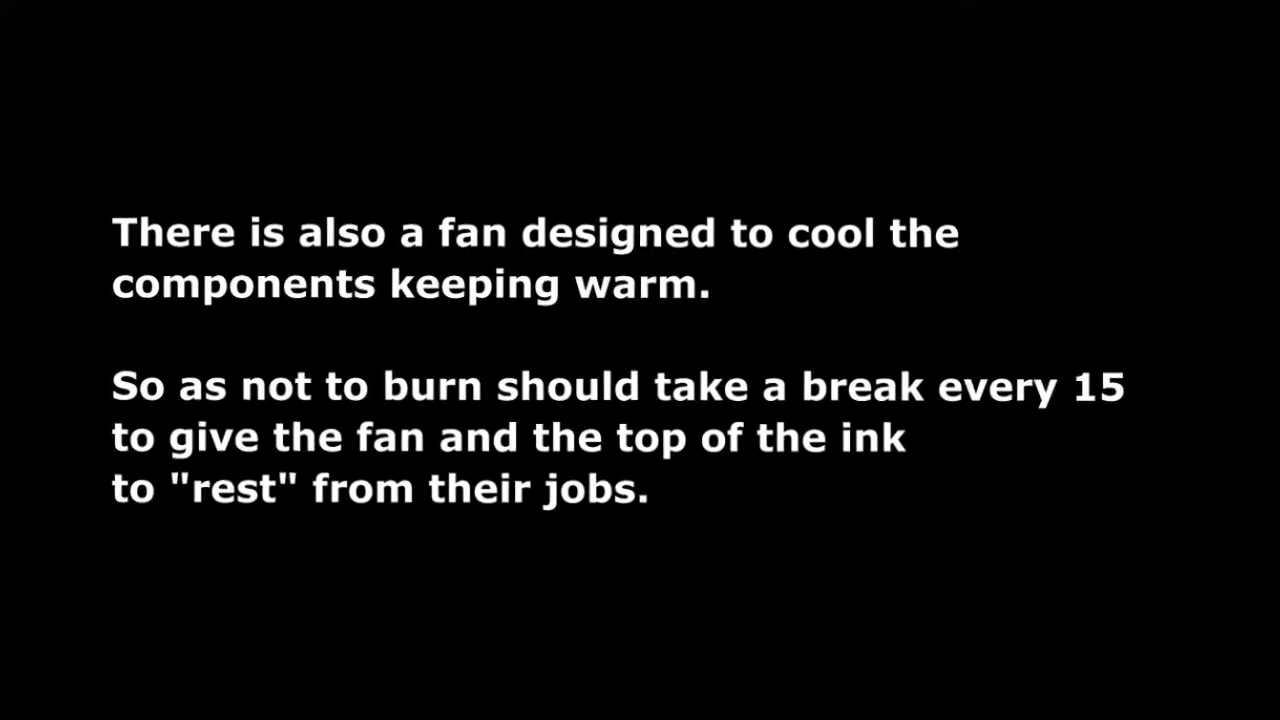 There is also a fan designed to cool the
components keeping warm.
So as not to burn should take a break every 15
to give the fan and the top of the ink
to "rest" from their jobs.